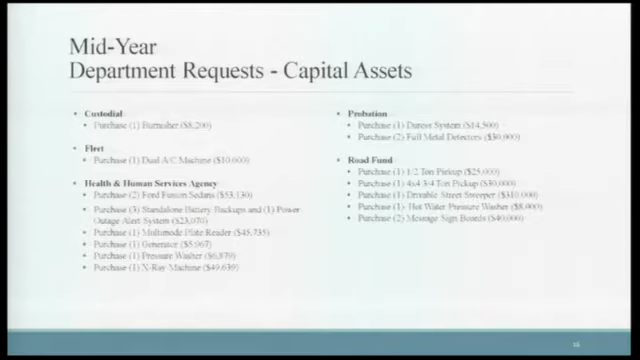 Mid-Year
Department Requests - Capital Assets
• Custodial
• Purchase (1) Burnisher ($8,200)
• Fleet
• Purchase (1) Dual A/C Machine ($10,000)
• Health & Human Services Agency
• Purchase (2) Ford Fusion Sedans ($53,130)
• Purchase (3) Standalone Battery Backups and (1) Power
Outage Alert System ($23,070)
• Purchase (1) Multimode Plate Reader ($45,735)
• Purchase (1) Generator ($5,967)
• Purchase (1) Pressure Washer ($6,879)
• Purchase (1) X-Ray Machine ($49,639)
• Probation
• Purchase (1) Duress System ($14,500)
• Purchase (2) Full Metal Detectors ($30,000)
• Road Fund
• Purchase (1) 1/2 Ton Pickup ($25,000)
• Purchase (1) 4x4 3/4 Ton Pickup ($30,000)
• Purchase (1) Drivable Street Sweeper
• Purchase (1) Hot Water Pressure Washer ($8,000)
• Purchase (2) Message Sign Boards ($40,000)